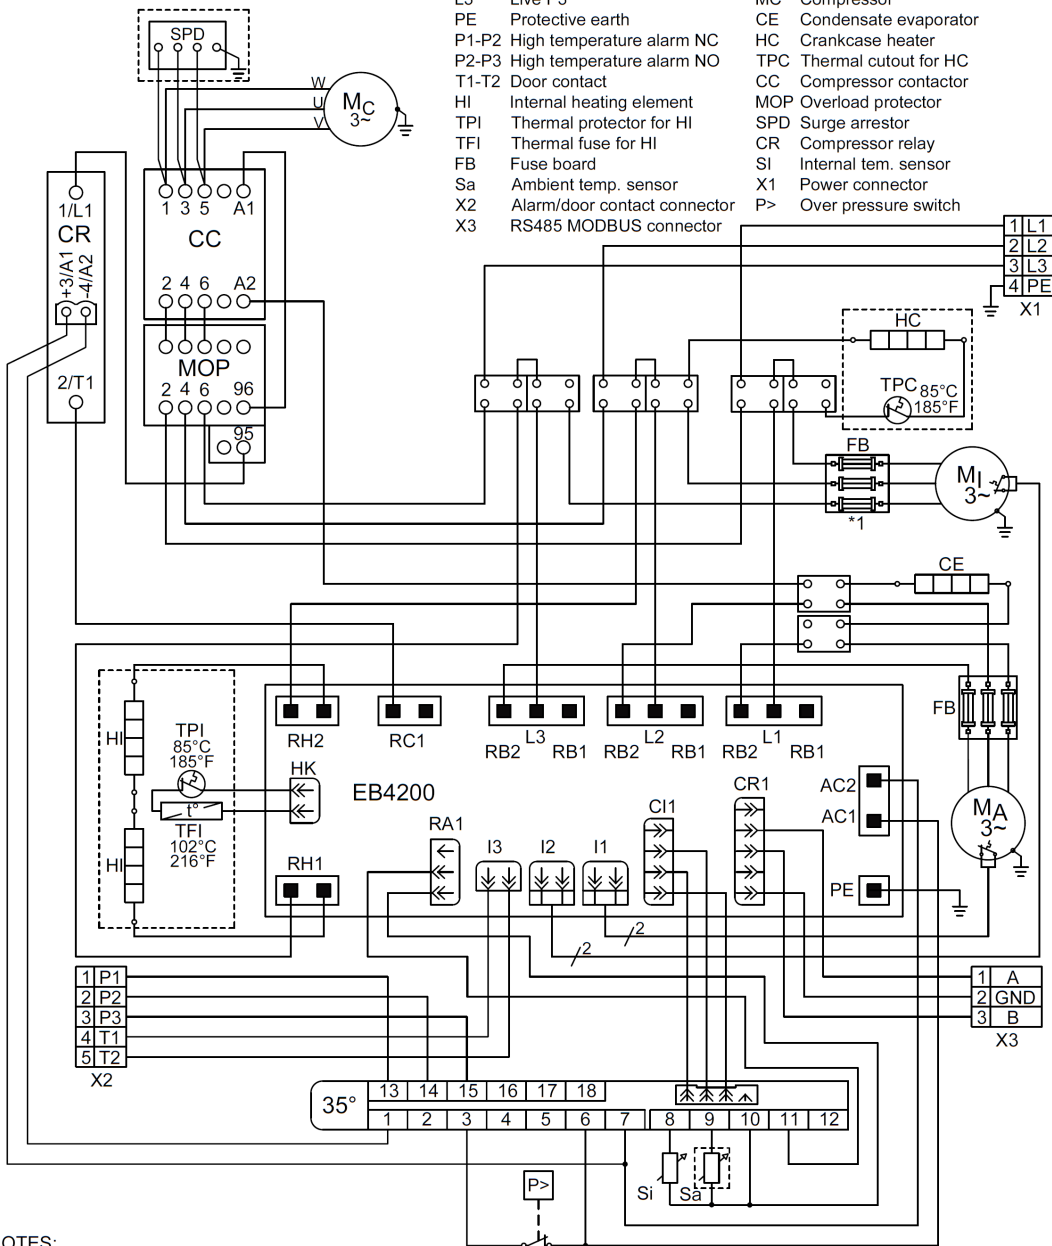 L3 Live P3
PE Protective earth
P1-P2 High temperature alarm NC
P2-P3 High temperature alarm NO
T1-T2 Door contact
HI Internal heating element
TPI Thermal protector for HI
TFI Thermal fuse for HI
FB Fuse board
Sa Ambient temp. sensor
X2 Alarm/door contact connector
X3 RS485 MODBUS connector
MC Compressor
CE Condensate evaporator
HC Crankcase heater
TPC Thermal cutout for HC
CC Compressor contactor
MOP Overload protector
SPD Surge arrestor
CR Compressor relay
SI Internal tem. sensor
X1 Power connector
P> Over pressure switch
SPD
W
U
V
MC
3~
1/L1
CR
+3/A1
-4/A2
2/T1
1 3 5 A1
CC
2 4 6 A2
MOP
2 4 6 96
95
1 L1
2 L2
3 L3
4 PE
X1
HC
TPC 85°C
185°F
FB
*1
MI
3~
CE
FB
MA
3~
HI
HI
TPI
85°C
185°F
t°
TFI
102°C
216°F
RH2
RC1
RB2 L3 RB1
RB2 L2 RB1
RB2 L1 RB1
HK
EB4200
RA1
I3
I2
I1
CI1
CR1
AC2
AC1
PE
RH1
2
2
1 P1
2 P2
3 P3
4 T1
5 T2
X2
1 A
2 GND
3 B
X3
35°
13 14 15 16 17 18
1 2 3 4 5 6 7 8 9 10 11 12
Si
Sa
P>
OTES: